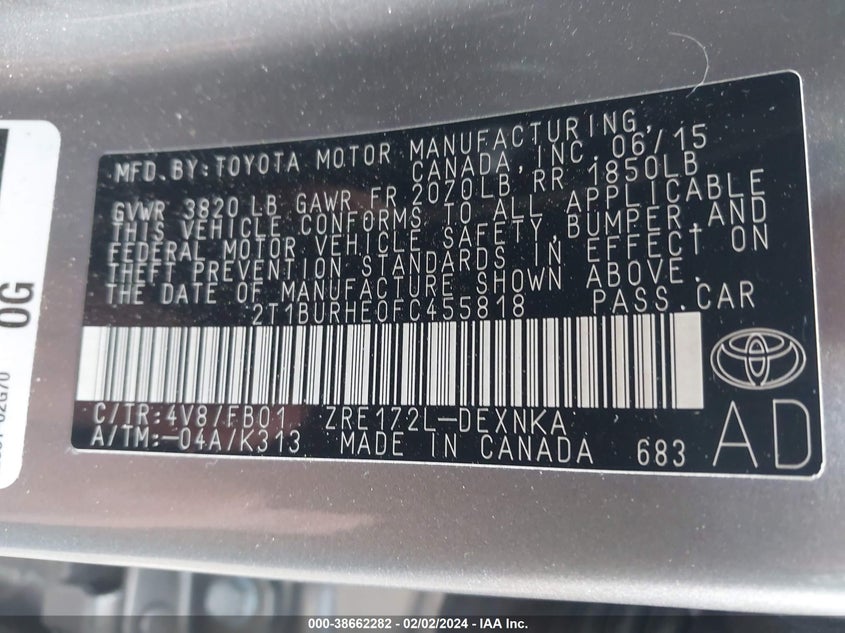 MFD.BY:TOYOTA MOTOR MANUFACTURING,
CANADA,INC. 06/15
GVWR 3820 LB GAWR FR 2070LB RR 1850LB
THIS VEHICLE CONFORMS TO ALL APPLICABLE
FEDERAL MOTOR VEHICLE SAFETY,BUMPER,AND
THEFT PREVENTION STANDARDS IN EFFECT ON
THE DATE OF MANUFACTURE SHOWN ABOVE.
2T1BURHE0FC455818 PASS.CAR
C/TR:4V8/FB01 ZRE172L-DEXNKA
A/TM:-04A/K313 MADE IN CANADA 683
AD
0G
02G70
000-38662282 - 02/02/2024 - IAA Inc.